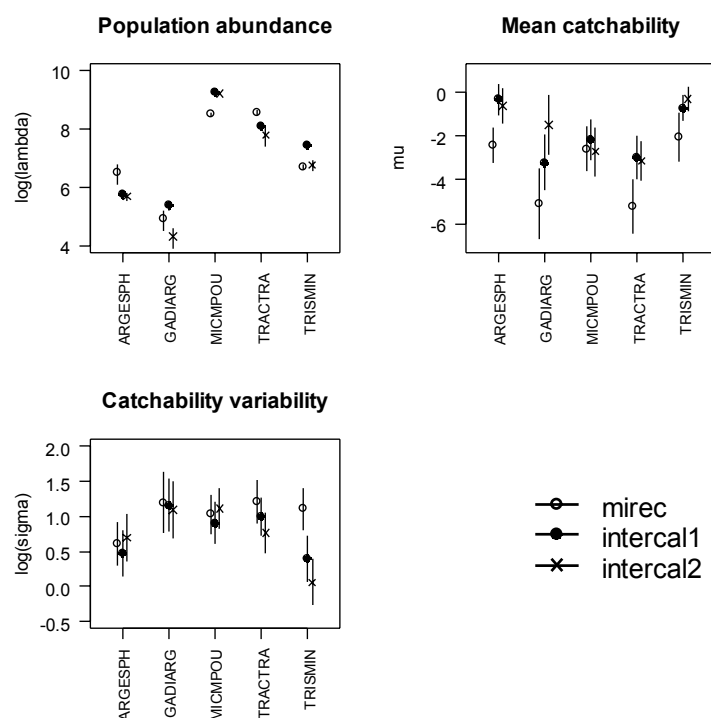 Population abundance
log(lambda)
10
8
6
4
ARGESPH
GADIARG
MICMPOU
TRACTRA
TRISMIN
Mean catchability
mu
0
-2
-4
-6
ARGESPH
GADIARG
MICMPOU
TRACTRA
TRISMIN
Catchability variability
log(sigma)
2.0
1.5
1.0
0.5
0.0
-0.5
ARGESPH
GADIARG
MICMPOU
TRACTRA
TRISMIN
mirec
intercal1
intercal2